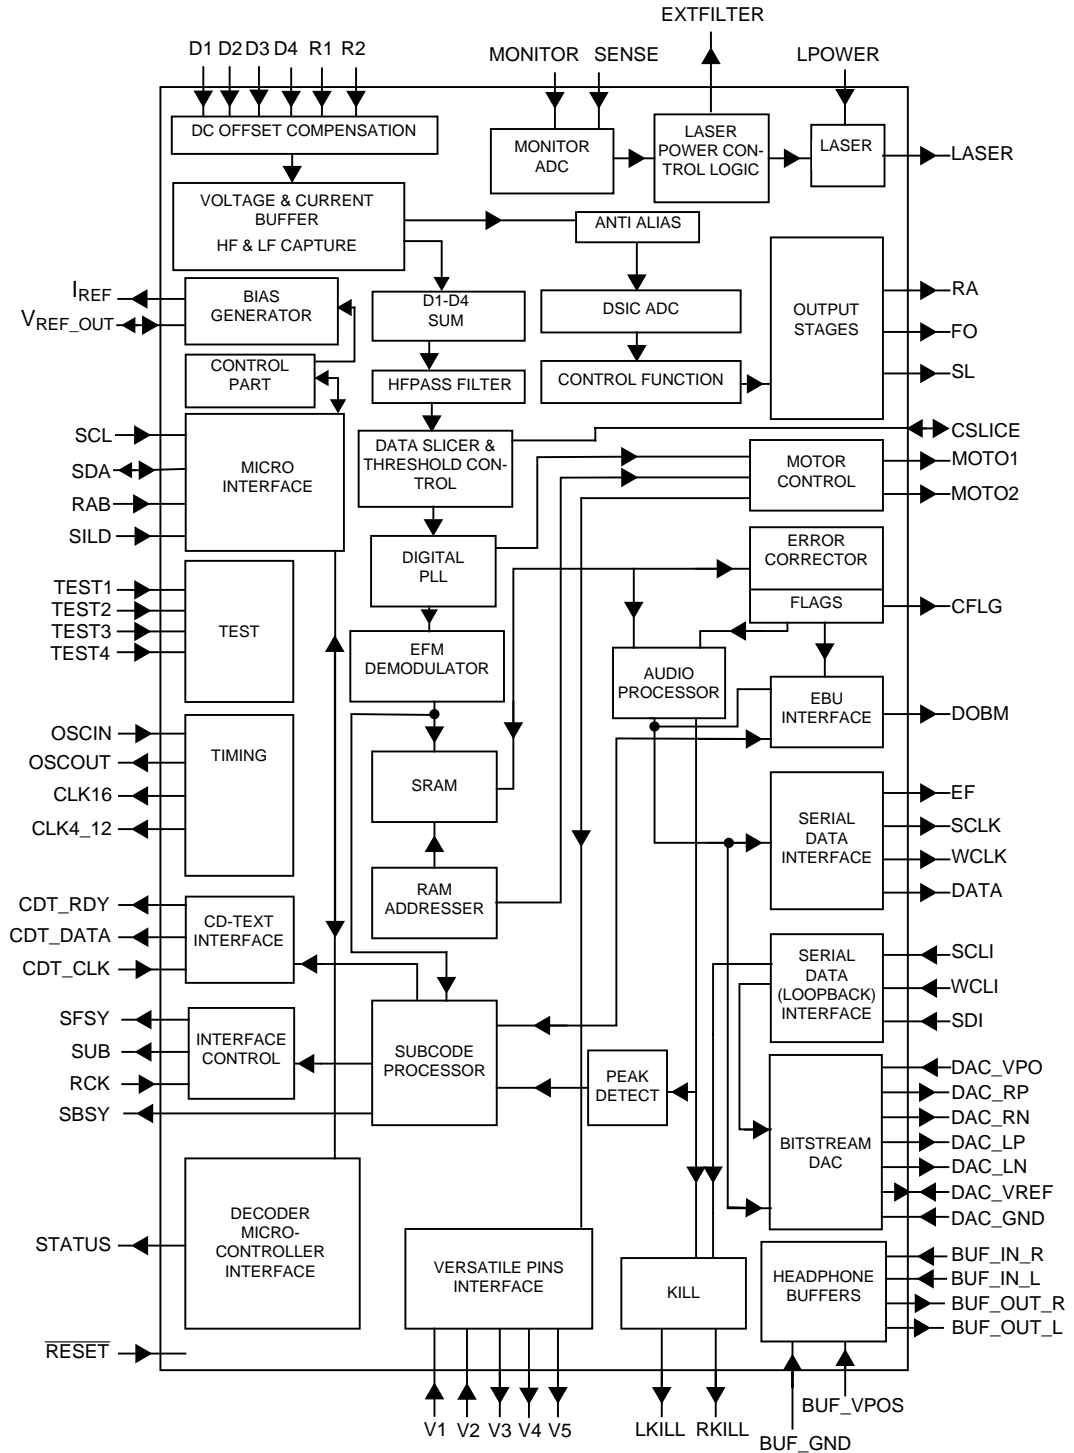 EXTFILTER
D1 D2 D3 D4 R1 R2
MONITOR
SENSE
LPOWER
DC OFFSET COMPENSATION
MONITOR
ADC
LASER
POWER CON-
TROL LOGIC
LASER
LASER
VOLTAGE & CURRENT
BUFFER
HF & LF CAPTURE
ANTI ALIAS
IREF
VREF_OUT
BIAS
GENERATOR
D1-D4
SUM
DSIC ADC
OUTPUT
STAGES
RA
FO
SL
CONTROL
PART
HFPASS FILTER
CONTROL FUNCTION
SCL
SDA
RAB
SILD
MICRO
INTERFACE
DATA SLICER &
THRESHOLD CON-
TROL
CSLICE
MOTOR
CONTROL
MOTO1
MOTO2
DIGITAL
PLL
ERROR
CORRECTOR
FLAGS
CFLG
TEST1
TEST2
TEST3
TEST4
TEST
EFM
DEMODULATOR
AUDIO
PROCESSOR
EBU
INTERFACE
DOBM
OSCIN
OSCOUT
CLK16
CLK4_12
TIMING
SRAM
SERIAL
DATA
INTERFACE
EF
SCLK
WCLK
DATA
RAM
ADDRESSER
CDT_RDY
CDT_DATA
CDT_CLK
CD-TEXT
INTERFACE
SERIAL
DATA
(LOOPBACK)
INTERFACE
SCLI
WCLI
SDI
SFSY
SUB
RCK
SBSY
INTERFACE
CONTROL
SUBCODE
PROCESSOR
PEAK
DETECT
BITSTREAM
DAC
DAC_VPO
DAC_RP
DAC_RN
DAC_LP
DAC_LN
DAC_VREF
DAC_GND
STATUS
DECODER
MICRO-
CONTROLLER
INTERFACE
VERSATILE PINS
INTERFACE
KILL
HEADPHONE
BUFFERS
BUF_IN_R
BUF_IN_L
BUF_OUT_R
BUF_OUT_L
RESET
V1 V2 V3 V4 V5
LKILL
RKILL
BUF_VPOS
BUF_GND